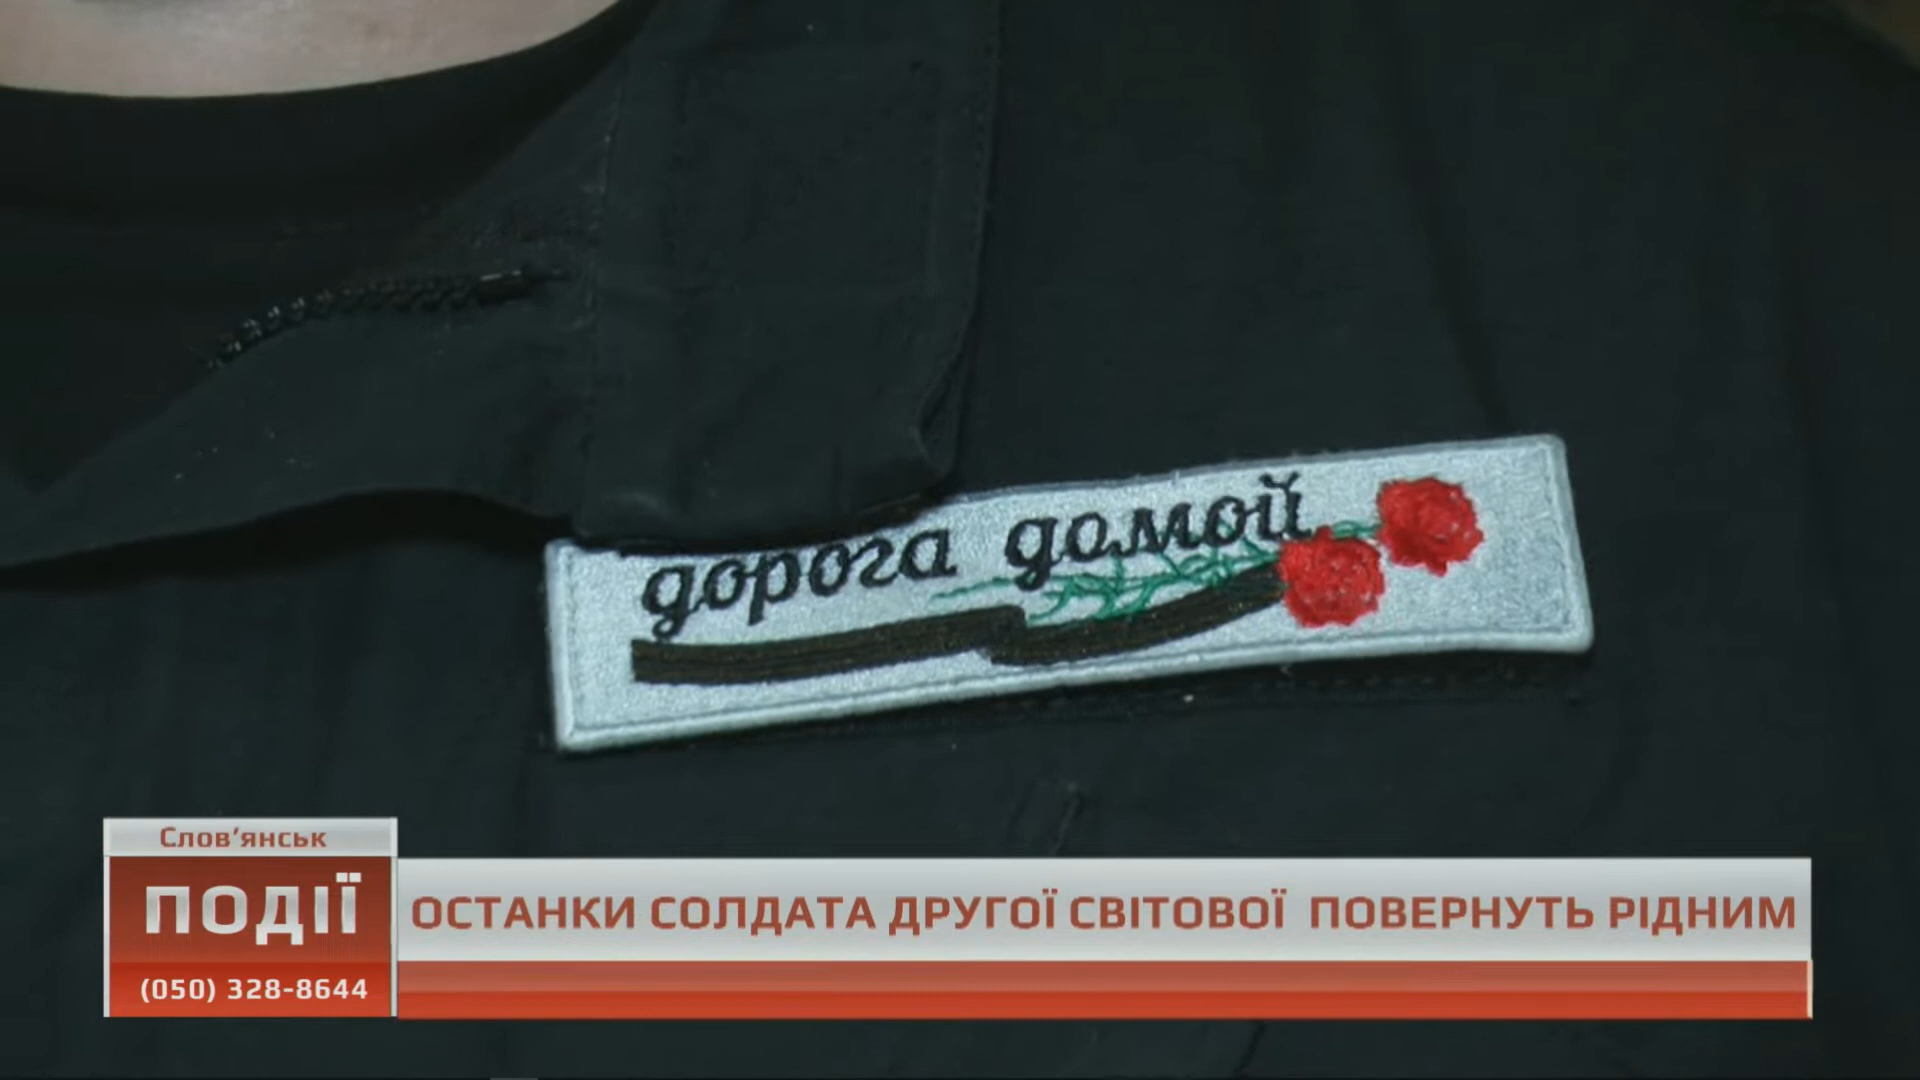 дорога домой
Слов'янськ
ПОДІЇ
ОСТАНКИ СОЛДАТА ДРУГОЇ СВІТОВОЇ ПОВЕРНУТЬ РІДНИМ
(050) 328-8644